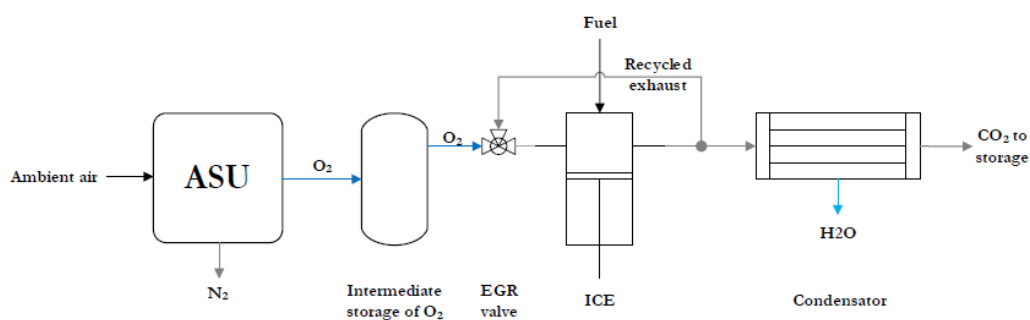 Fuel
Recycled
exhaust
O₂
Ambient air
ASU
O₂
CO₂ to
storage
H2O
N₂
Intermediate
storage of O₂
EGR
valve
ICE
Condensator